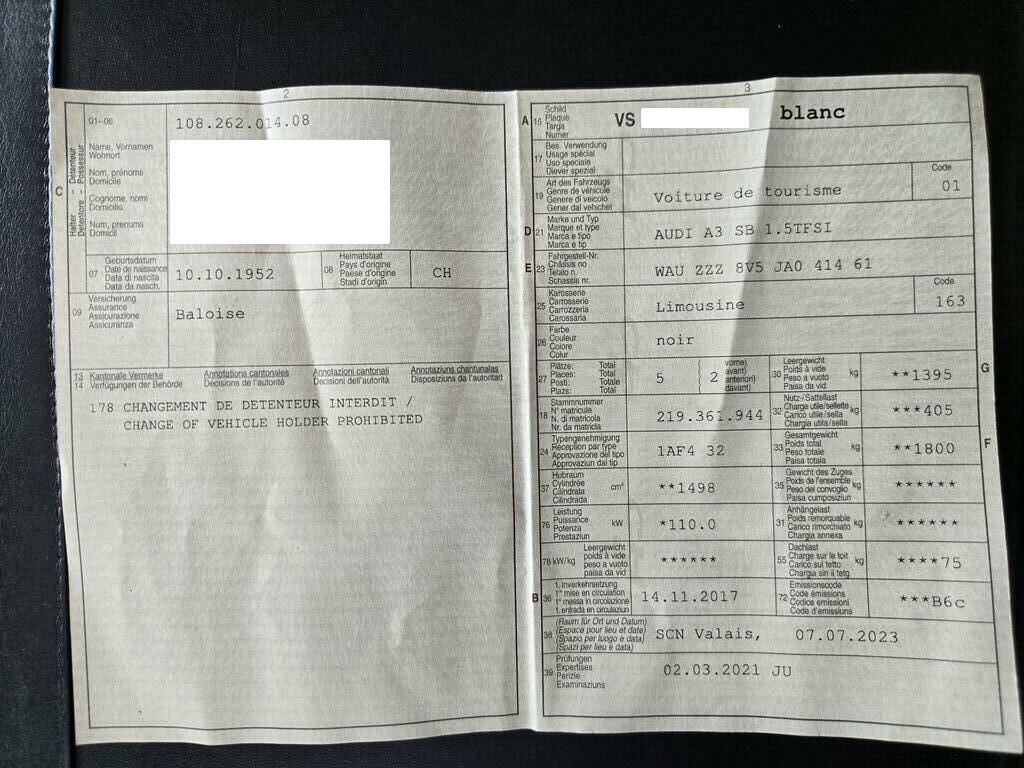 2
01-06
108.262.014.08
C
Halter – Détenteur
Detentore – Possessur
Name, Vornamen
Wohnort
Nom, prénoms
Domicile
Cognome, nomi
Domicilio
Num, prenums
Domicil
07
Geburtsdatum
Date de naissance
Data di nascita
Data da nasch.
10.10.1952
08
Heimatstaat
Pays d'origine
Paese d'origine
Stadi d'origin
CH
09
Versicherung
Assurance
Assicurazione
Assicuranza
Baloise
13 Kantonale Vermerke Annotations cantonales Annotazioni cantonali Annotaziuns chantunalas
14 Verfügungen der Behörde Décisions de l'autorité Decisioni dell'autorità Disposiziuns da l'autoritad
178 CHANGEMENT DE DETENTEUR INTERDIT /
CHANGE OF VEHICLE HOLDER PROHIBITED
3
A 15
Schild
Plaque
Targa
Numer
VS blanc
17
Bes. Verwendung
Usage spécial
Uso speciale
Diever spezial
19
Art des Fahrzeugs
Genre de véhicule
Genere di veicolo
Gener dal vehichel
Voiture de tourisme
Code
01
D 21
Marke und Typ
Marque et type
Marca e tipo
Marca e tip
AUDI A3 SB 1.5TFSI
E 23
Fahrgestell-Nr.
Châssis no
Telaio n.
Schassis nr.
WAU ZZZ 8V5 JA0 414 61
25
Karosserie
Carrosserie
Carrozzeria
Carossaria
Limousine
Code
163
26
Farbe
Couleur
Colore
Colur
noir
27
Plätze: Total
Places: Total
Posti: Totale
Plazs: Total
5
( 2
vorne)
avant)
anteriori)
davant)
30
Leergewicht
Poids à vide
Peso a vuoto
Paisa da vid
kg
**1395
G
18
Stammnummer
N° matricule
N. di matricola
Nr. da matricla
219.361.944
32
Nutz-/Sattellast
Charge utile/sellette
Carico utile/sella
Chargia utila/sella
kg
***405
24
Typengenehmigung
Réception par type
Approvazione del tipo
Approvaziun dal tip
1AF4 32
33
Gesamtgewicht
Poids total
Peso totale
Paisa totala
kg
**1800
F
37
Hubraum
Cylindrée
Cilindrata
Cilindrada
cm³
**1498
35
Gewicht des Zuges
Poids de l'ensemble
Peso del convoglio
Paisa cumposiziun
kg
******
76
Leistung
Puissance
Potenza
Prestaziun
kW
*110.0
31
Anhängelast
Poids remorquable
Carico rimorchiato
Chargia annexa
kg
******
78 kW/kg
Leergewicht
poids à vide
peso a vuoto
paisa da vid
******
55
Dachlast
Charge sur le toit
Carico sul tetto
Chargia sin il tetg
kg
****75
B 36
1. Inverkehrsetzung
1re mise en circulation
1a messa in circolazione
1. entrada en circulaziun
14.11.2017
72
Emissionscode
Code émissions
Codice emissioni
Code d'emissiuns
***B6c
38
(Raum für Ort und Datum)
(Espace pour lieu et date)
(Spazio per luogo e data)
(Spazi per lieu e data)
SCN Valais, 07.07.2023
39
Prüfungen
Expertises
Perizie
Examinaziuns
02.03.2021 JU